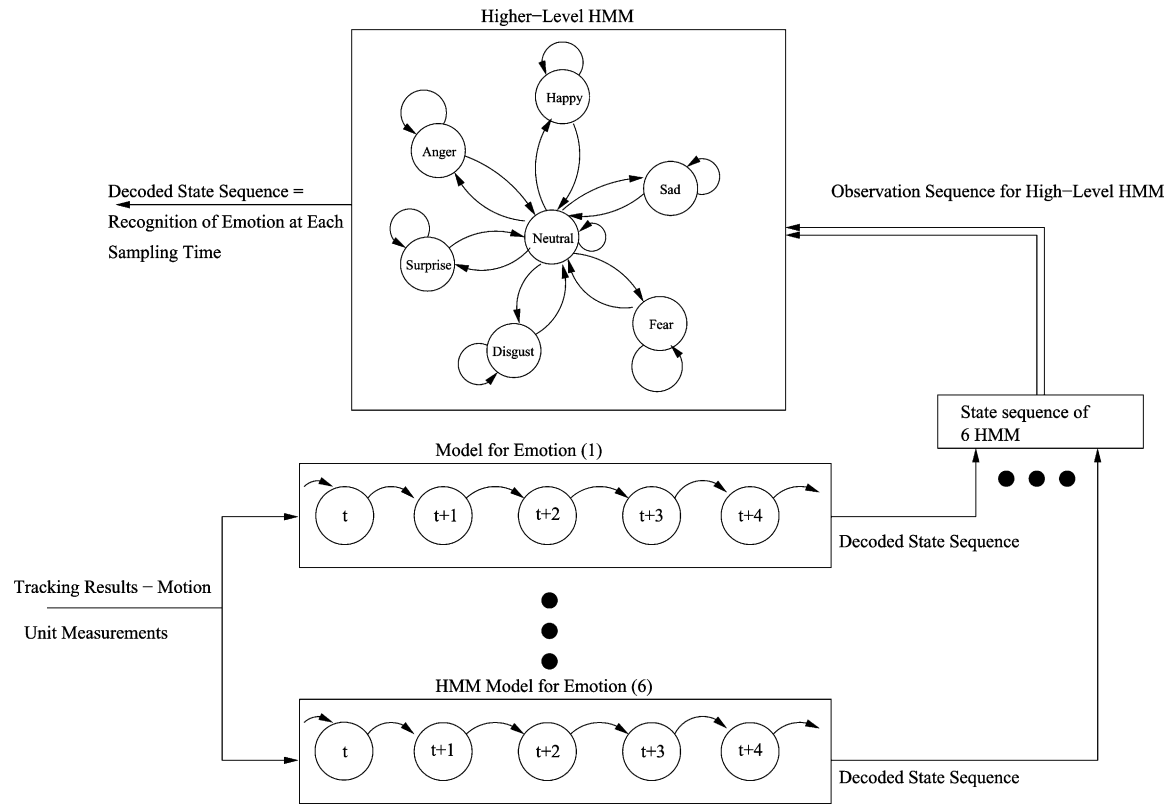 Higher−Level HMM
Happy
Anger
Sad
Decoded State Sequence =
Recognition of Emotion at Each
Sampling Time
Observation Sequence for High−Level HMM
Neutral
Surprise
Fear
Disgust
State sequence of
6 HMM
Model for Emotion (1)
t
t+1
t+2
t+3
t+4
Decoded State Sequence
Tracking Results − Motion
Unit Measurements
HMM Model for Emotion (6)
t
t+1
t+2
t+3
t+4
Decoded State Sequence